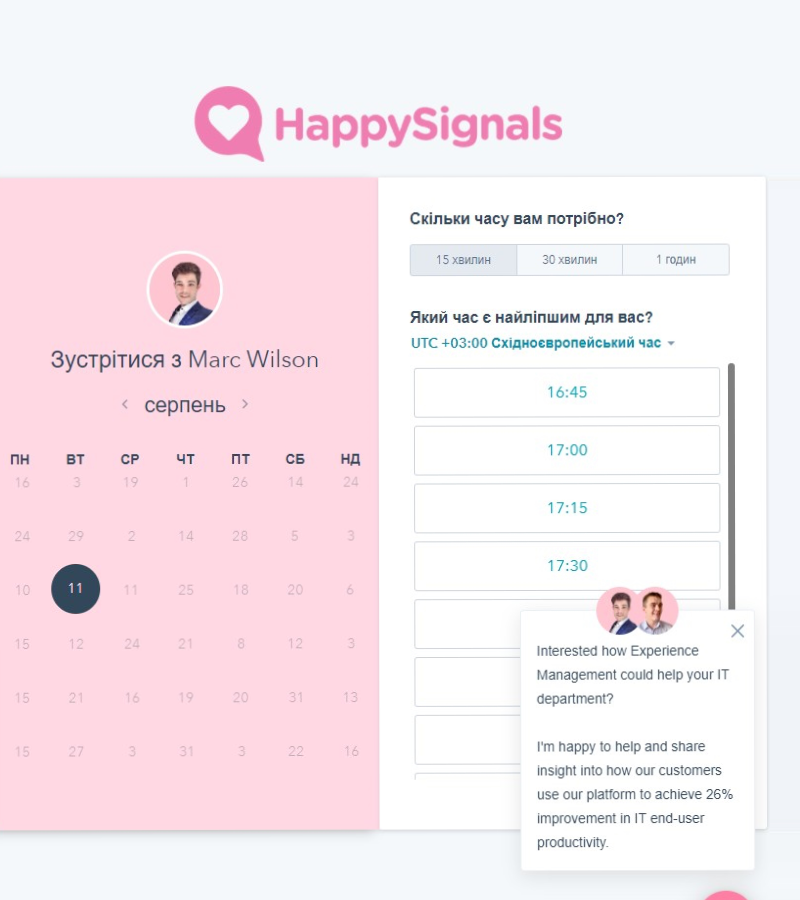 HappySignals
Зустрітися з Marc Wilson
серпень
ПН ВТ СР ЧТ ПТ СБ НД
16 3 19 1 26 14 24
24 29 2 14 28 5 3
10 11 11 25 18 20 6
15 12 24 21 8 12 3
15 21 16 19 20 31 13
15 27 3 31 3 22 16
Скільки часу вам потрібно?
15 хвилин 30 хвилин 1 годин
Який час є найліпшим для вас?
UTC +03:00 Східноєвропейський час
16:45
17:00
17:15
17:30
Interested how Experience
Management could help your IT
department?
I'm happy to help and share
insight into how our customers
use our platform to achieve 26%
improvement in IT end-user
productivity.